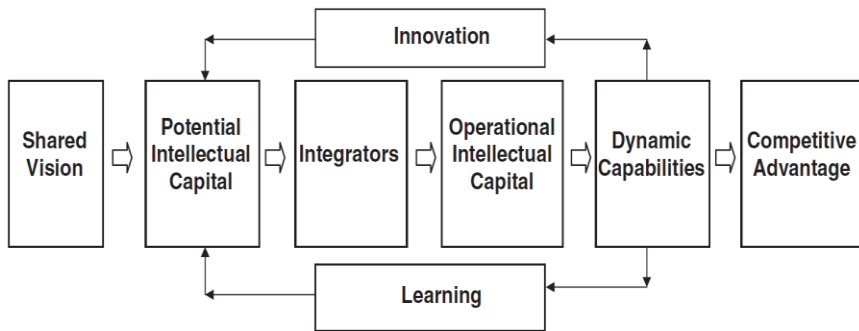 Innovation
Shared
Vision
Potential
Intellectual
Capital
Integrators
Operational
Intellectual
Capital
Dynamic
Capabilities
Competitive
Advantage
Learning